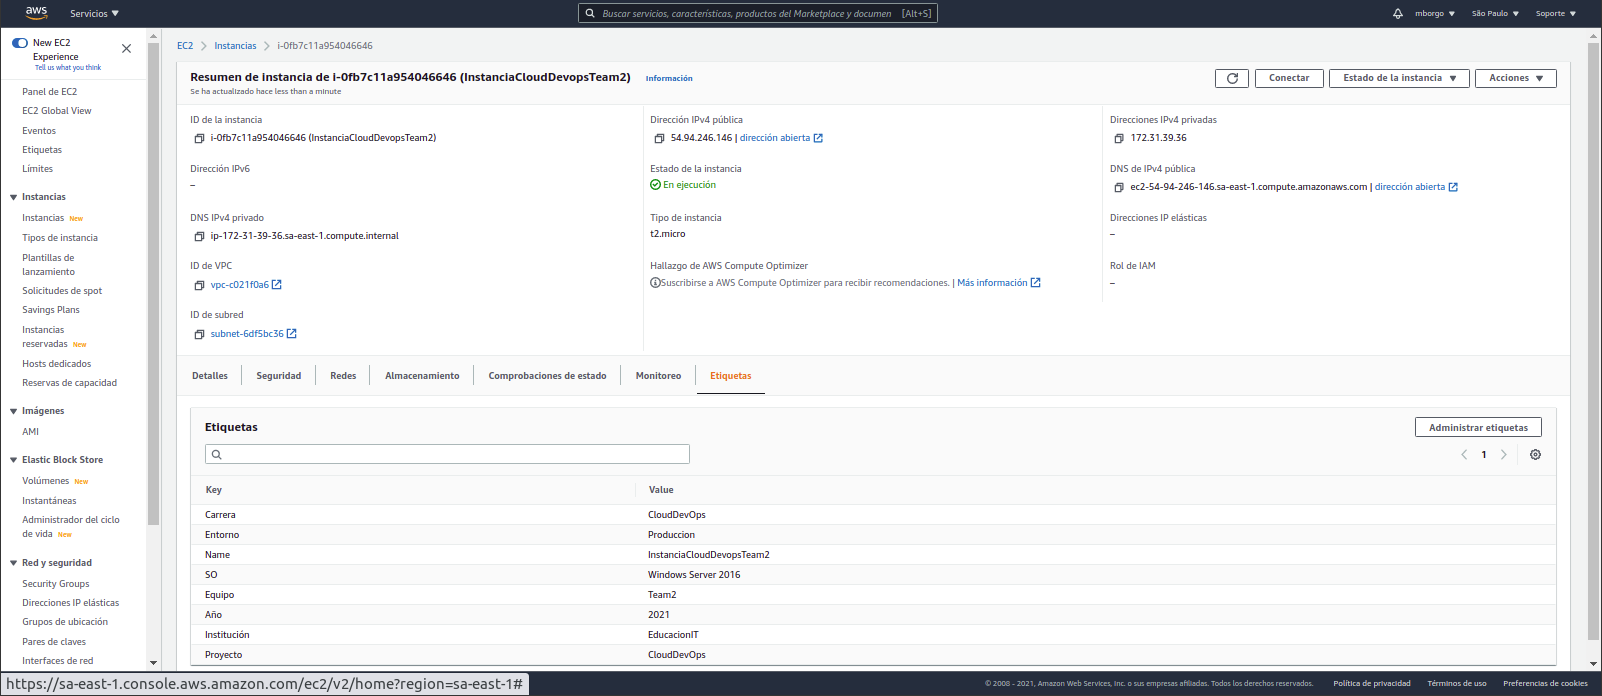 aws
Servicios
Buscar servicios, características, productos del Marketplace y documen [Alt+S]
mborgo
São Paulo
Soporte
New EC2
Experience
Tell us what you think
Panel de EC2
EC2 Global View
Eventos
Etiquetas
Límites
Instancias
Instancias New
Tipos de instancia
Plantillas de
lanzamiento
Solicitudes de spot
Savings Plans
Instancias
reservadas New
Hosts dedicados
Reservas de capacidad
Imágenes
AMI
Elastic Block Store
Volúmenes New
Instantáneas
Administrador del ciclo
de vida New
Red y seguridad
Security Groups
Direcciones IP elásticas
Grupos de ubicación
Pares de claves
Interfaces de red
EC2 > Instancias > i-0fb7c11a954046646
Resumen de instancia de i-0fb7c11a954046646 (InstanciaCloudDevopsTeam2) Información
Se ha actualizado hace less than a minute
Conectar
Estado de la instancia
Acciones
ID de la instancia
i-0fb7c11a954046646 (InstanciaCloudDevopsTeam2)
Dirección IPv4 pública
54.94.246.146 | dirección abierta
Direcciones IPv4 privadas
172.31.39.36
Dirección IPv6
–
Estado de la instancia
En ejecución
DNS de IPv4 pública
ec2-54-94-246-146.sa-east-1.compute.amazonaws.com | dirección abierta
DNS IPv4 privado
ip-172-31-39-36.sa-east-1.compute.internal
Tipo de instancia
t2.micro
Direcciones IP elásticas
–
ID de VPC
vpc-c021f0a6
Hallazgo de AWS Compute Optimizer
Suscribirse a AWS Compute Optimizer para recibir recomendaciones. | Más información
Rol de IAM
–
ID de subred
subnet-6df5bc36
Detalles Seguridad Redes Almacenamiento Comprobaciones de estado Monitoreo Etiquetas
Etiquetas
Administrar etiquetas
1
Key Value
Carrera CloudDevOps
Entorno Produccion
Name InstanciaCloudDevopsTeam2
SO Windows Server 2016
Equipo Team2
Año 2021
Institución EducacionIT
Proyecto CloudDevOps
https://sa-east-1.console.aws.amazon.com/ec2/v2/home?region=sa-east-1#
© 2008 - 2021, Amazon Web Services, Inc. o sus empresas afiliadas. Todos los derechos reservados. Política de privacidad Términos de uso Preferencias de cookies